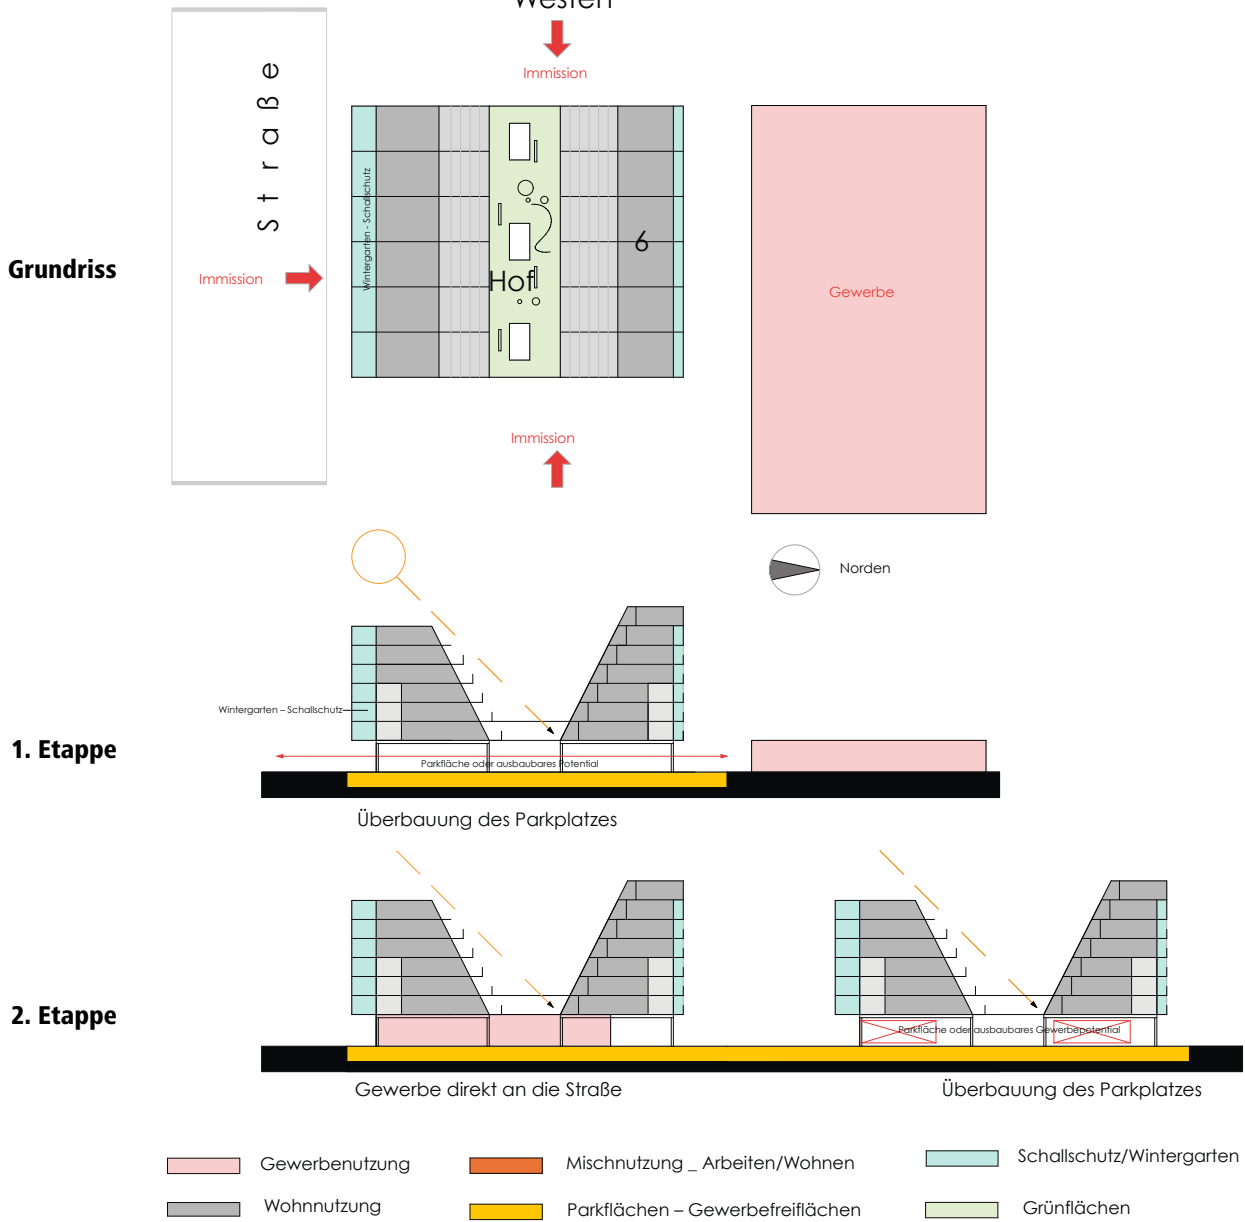 Westen
Immission
Straße
Wintergarten - Schallschutz
6
Grundriss
Immission
Hof
Gewerbe
Immission
Norden
Wintergarten – Schallschutz
1. Etappe
Parkfläche oder ausbaubares Potential
Überbauung des Parkplatzes
2. Etappe
Parkfläche oder ausbaubares Gewerbepotential
Gewerbe direkt an die Straße
Überbauung des Parkplatzes
Gewerbenutzung
Mischnutzung _ Arbeiten/Wohnen
Schallschutz/Wintergarten
Wohnnutzung
Parkflächen – Gewerbefreiflächen
Grünflächen